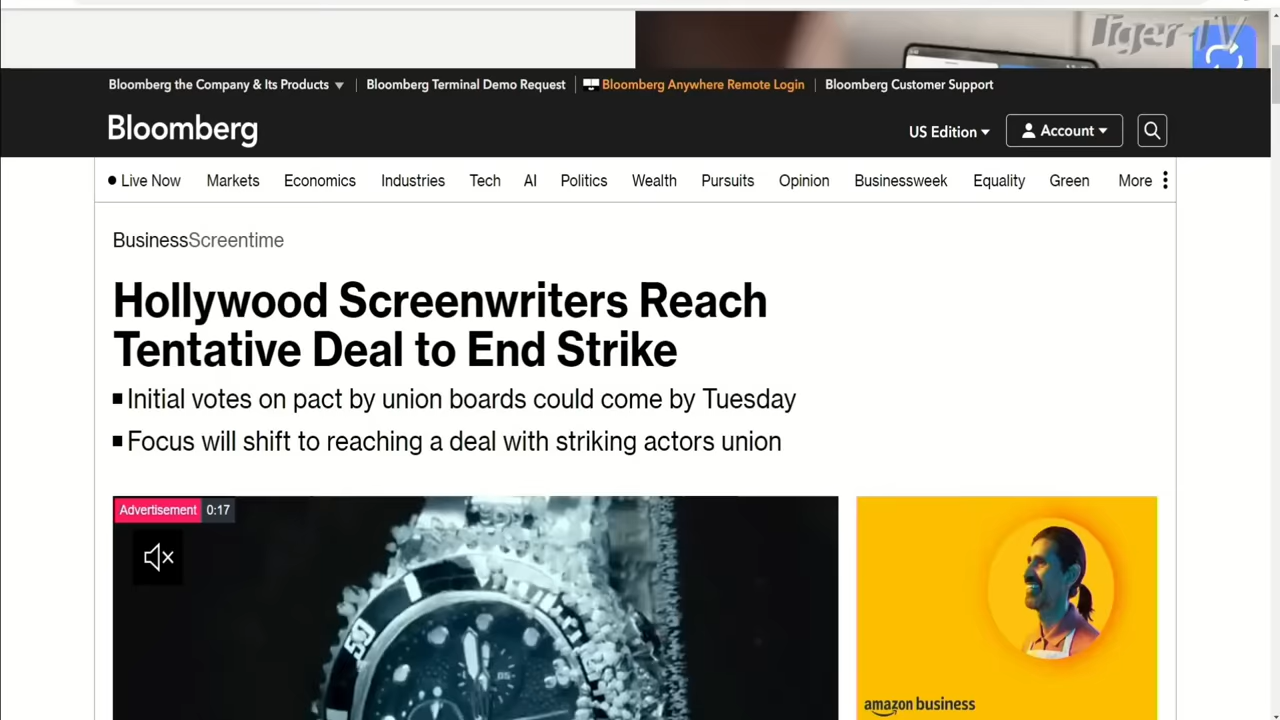 Tiger-TV
Bloomberg the Company & Its Products
Bloomberg Terminal Demo Request
Bloomberg Anywhere Remote Login
Bloomberg Customer Support
Bloomberg
US Edition
Account
Live Now
Markets
Economics
Industries
Tech
AI
Politics
Wealth
Pursuits
Opinion
Businessweek
Equality
Green
More
BusinessScreentime
Hollywood Screenwriters Reach
Tentative Deal to End Strike
Initial votes on pact by union boards could come by Tuesday
Focus will shift to reaching a deal with striking actors union
Advertisement 0:17
amazon business